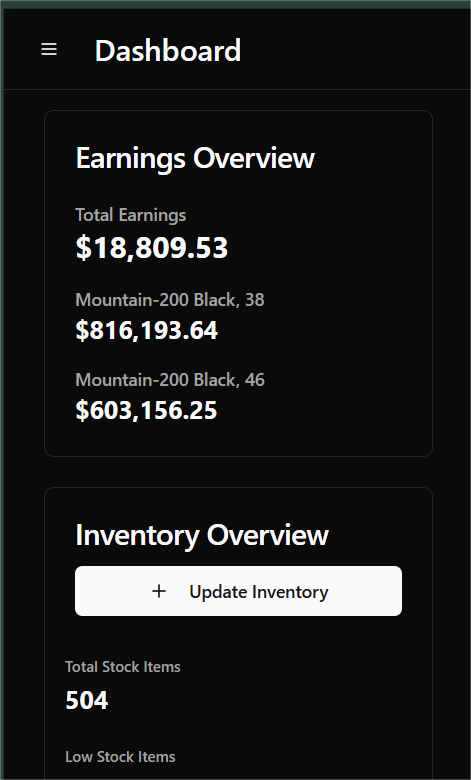 Dashboard
Earnings Overview
Total Earnings
$18,809.53
Mountain-200 Black, 38
$816,193.64
Mountain-200 Black, 46
$603,156.25
Inventory Overview
+ Update Inventory
Total Stock Items
504
Low Stock Items